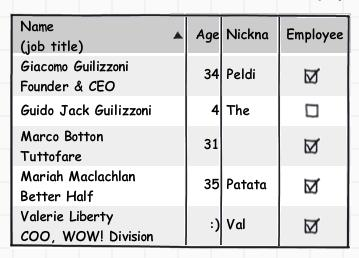 Name
(job title) Age Nickna Employee
Giacomo Guilizzoni
Founder & CEO 34 Peldi
Guido Jack Guilizzoni 4 The
Marco Botton
Tuttofare 31
Mariah Maclachlan
Better Half 35 Patata
Valerie Liberty
COO, WOW! Division :) Val